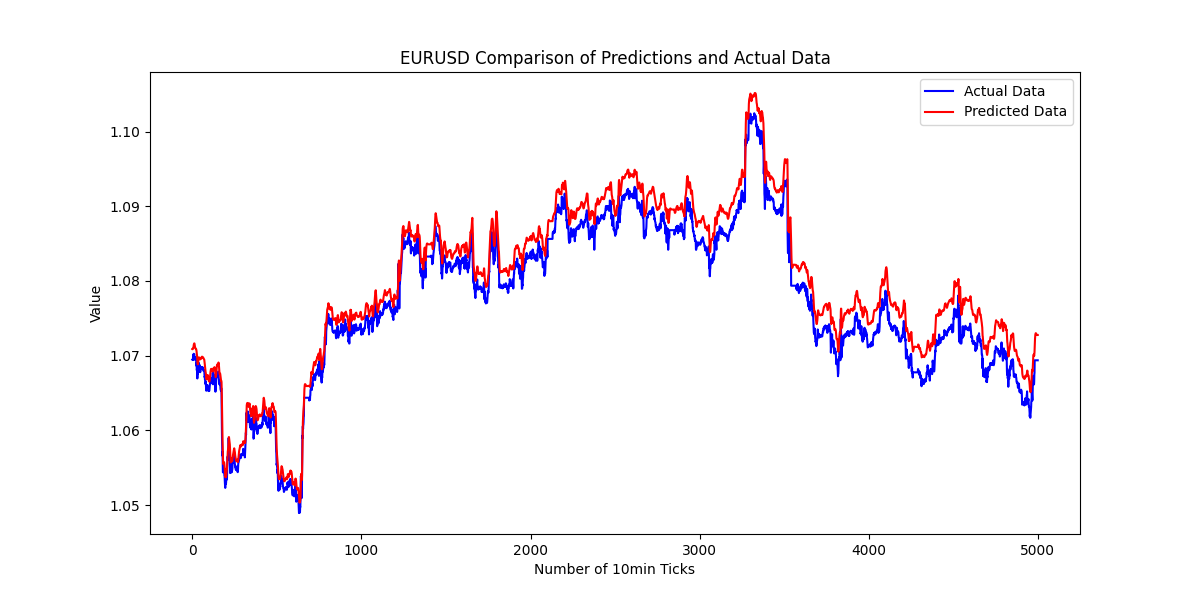 EURUSD Comparison of Predictions and Actual Data
Actual Data
Predicted Data
1.10
1.09
1.08
1.07
1.06
1.05
Value
0
1000
2000
3000
4000
5000
Number of 10min Ticks